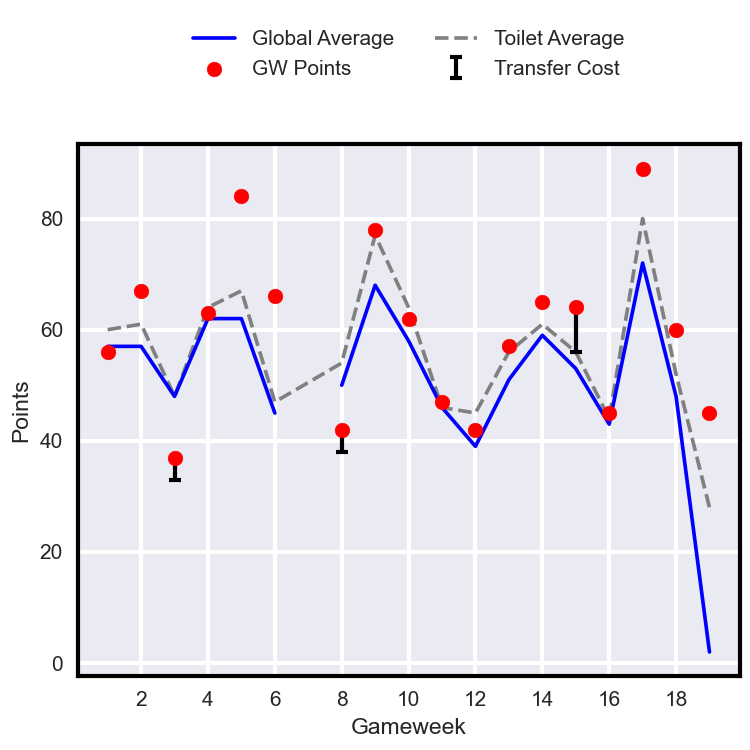 Global Average
Toilet Average
GW Points
Transfer Cost
Points
80
60
40
20
0
2 4 6 8 10 12 14 16 18
Gameweek